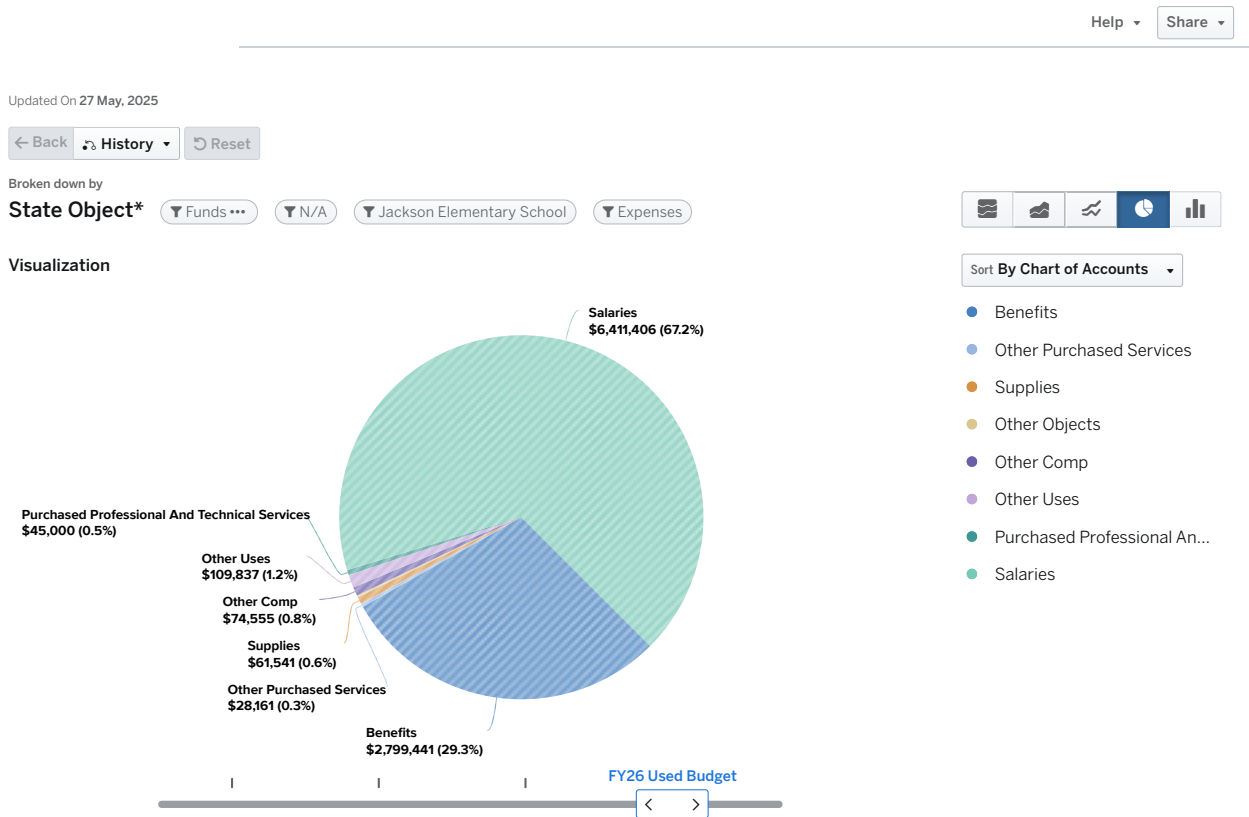 Help
Share
Updated On 27 May, 2025
Back
History
Reset
Broken down by
State Object*
Funds •••
N/A
Jackson Elementary School
Expenses
Visualization
Sort By Chart of Accounts
Benefits
Other Purchased Services
Supplies
Other Objects
Other Comp
Other Uses
Purchased Professional An...
Salaries
Salaries
$6,411,406 (67.2%)
Purchased Professional And Technical Services
$45,000 (0.5%)
Other Uses
$109,837 (1.2%)
Other Comp
$74,555 (0.8%)
Supplies
$61,541 (0.6%)
Other Purchased Services
$28,161 (0.3%)
Benefits
$2,799,441 (29.3%)
FY26 Used Budget